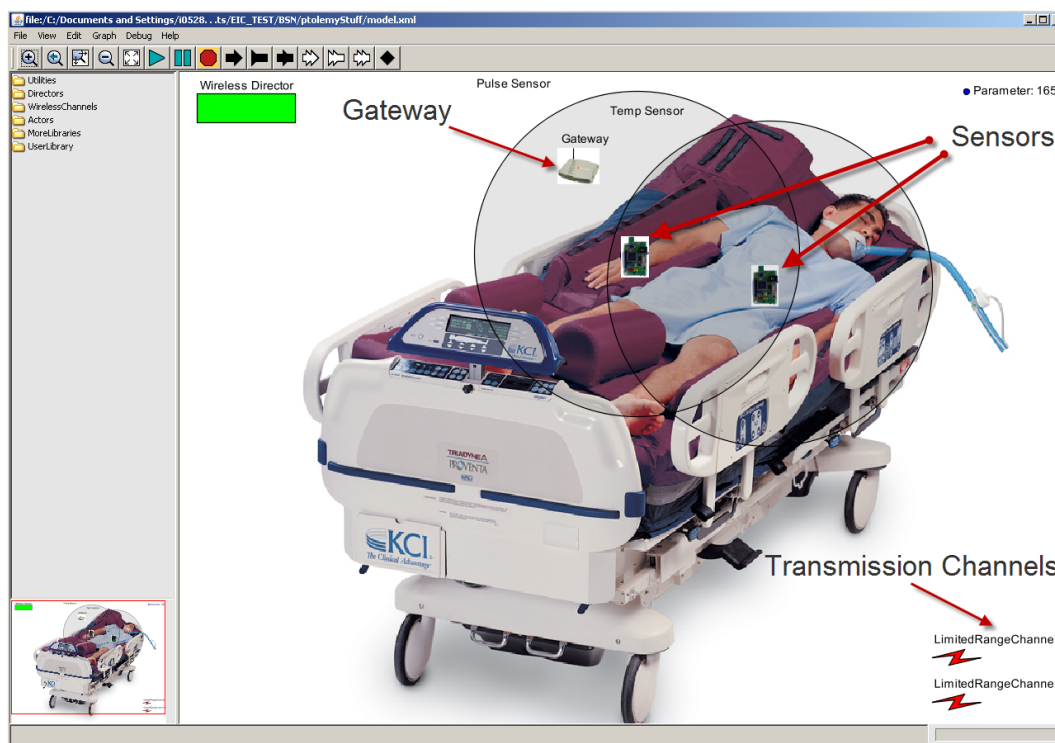 file:/C:/Documents and Settings/i0528. . .ts/EIC_TEST/BSN/ptolemyStuff/model.xml
File View Edit Graph Debug Help
Utilities
Directors
WirelessChannels
Actors
MoreLibraries
UserLibrary
Wireless Director
Pulse Sensor
Parameter: 165
Gateway
Temp Sensor
Gateway
Sensors
KCI
TRIADYNE
PROVENTA
KCI
The Clinical Advantage
Transmission Channels
LimitedRangeChanne
LimitedRangeChanne